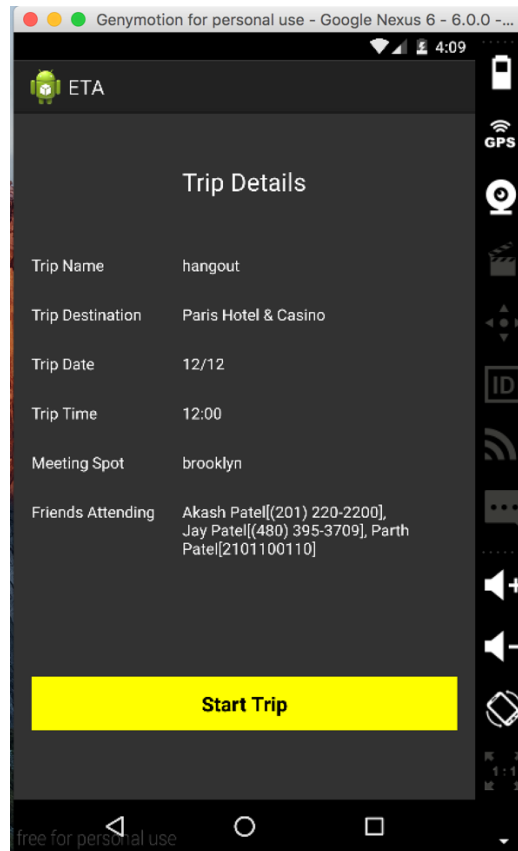 Genymotion for personal use - Google Nexus 6 - 6.0.0 -...
4:09
ETA
GPS
Trip Details
Trip Name hangout
Trip Destination Paris Hotel & Casino
Trip Date 12/12
Trip Time 12:00
ID
Meeting Spot brooklyn
Friends Attending Akash Patel[(201) 220-2200],
Jay Patel[(480) 395-3709], Parth
Patel[2101100110]
Start Trip
1:1
free for personal use